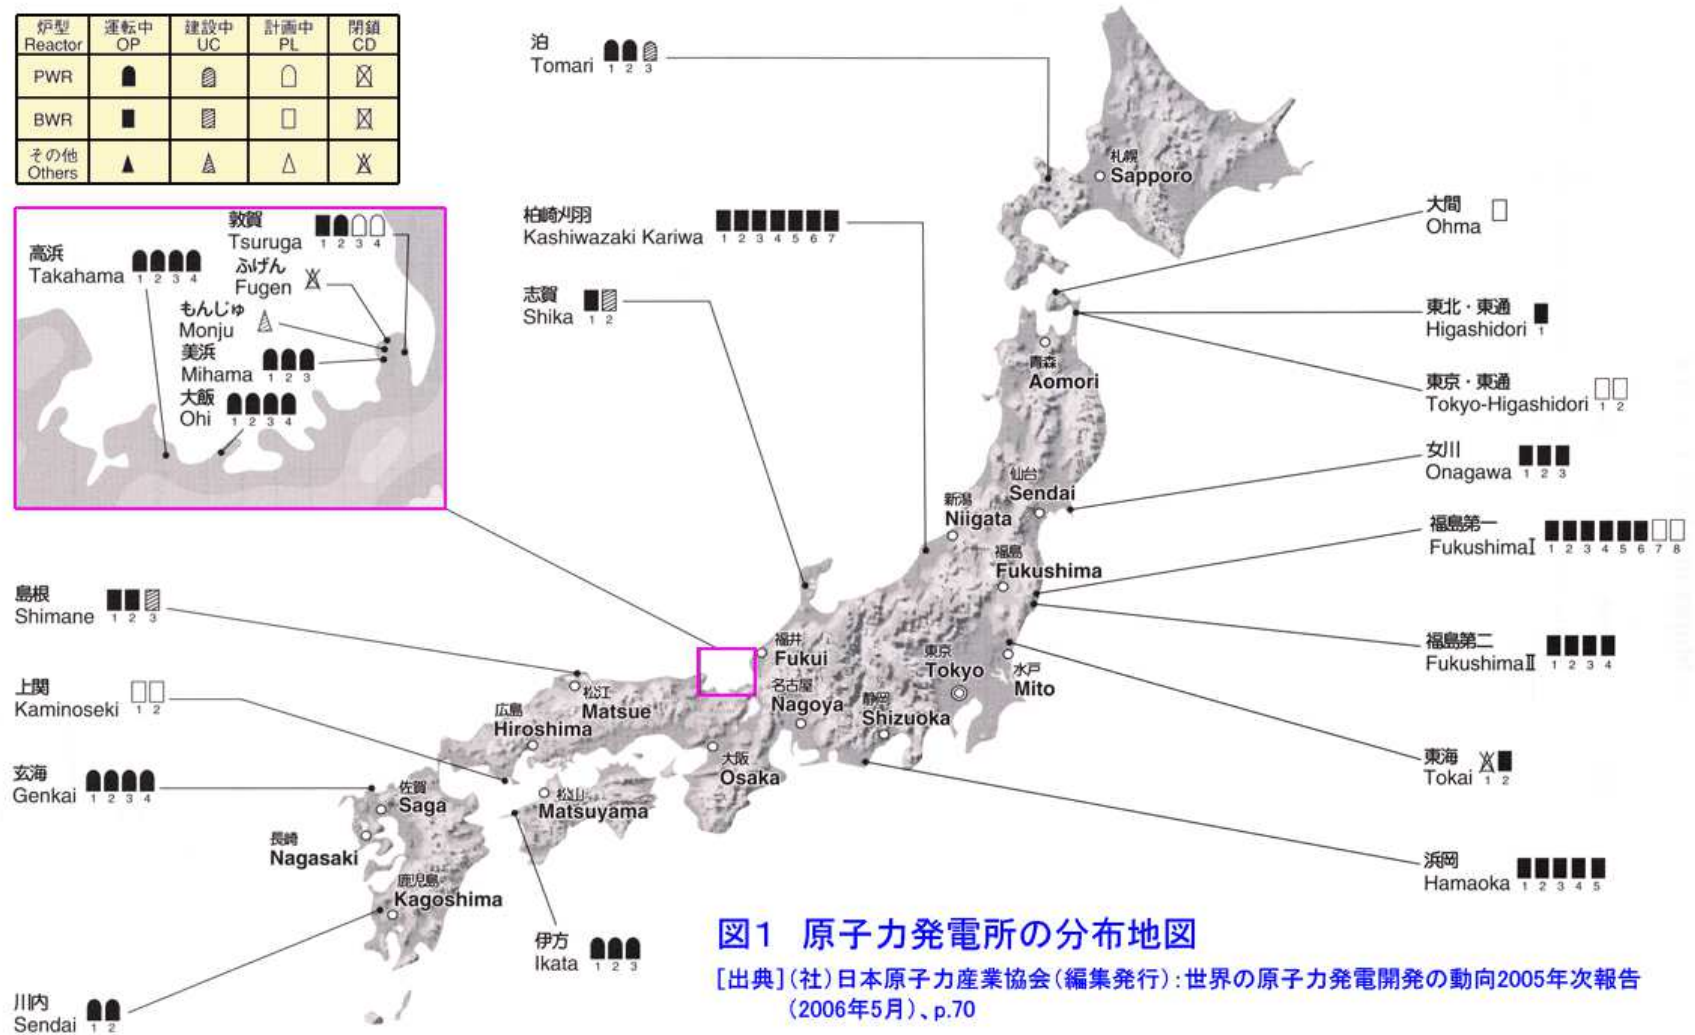 炉型 運転中 建設中 計画中 閉鎖
Reactor OP UC PL CD
PWR
BWR
その他
Others
泊
Tomari 1 2 3
札幌
Sapporo
柏崎刈羽
Kashiwazaki Kariwa 1 2 3 4 5 6 7
大間
Ohma
敦賀
Tsuruga 1 2 3 4
高浜
Takahama 1 2 3 4
ふげん
Fugen
もんじゅ
Monju
美浜
Mihama 1 2 3
大飯
Ohi 1 2 3 4
志賀
Shika 1 2
東北・東通
Higashidori 1
青森
Aomori
東京・東通
Tokyo-Higashidori 1 2
女川
Onagawa 1 2 3
仙台
Sendai
新潟
Niigata
福島第一
FukushimaⅠ 1 2 3 4 5 6 7 8
福島
Fukushima
島根
Shimane 1 2 3
福島第二
FukushimaⅡ 1 2 3 4
福井
Fukui
東京
Tokyo
水戸
Mito
上関
Kaminoseki 1 2
松江
Matsue
名古屋
Nagoya
静岡
Shizuoka
広島
Hiroshima
大阪
Osaka
東海
Tokai 1 2
玄海
Genkai 1 2 3 4
佐賀
Saga
松山
Matsuyama
長崎
Nagasaki
浜岡
Hamaoka 1 2 3 4 5
鹿児島
Kagoshima
伊方
Ikata 1 2 3
川内
Sendai 1 2
図1 原子力発電所の分布地図
[出典](社)日本原子力産業協会(編集発行):世界の原子力発電開発の動向2005年次報告
(2006年5月)、p.70